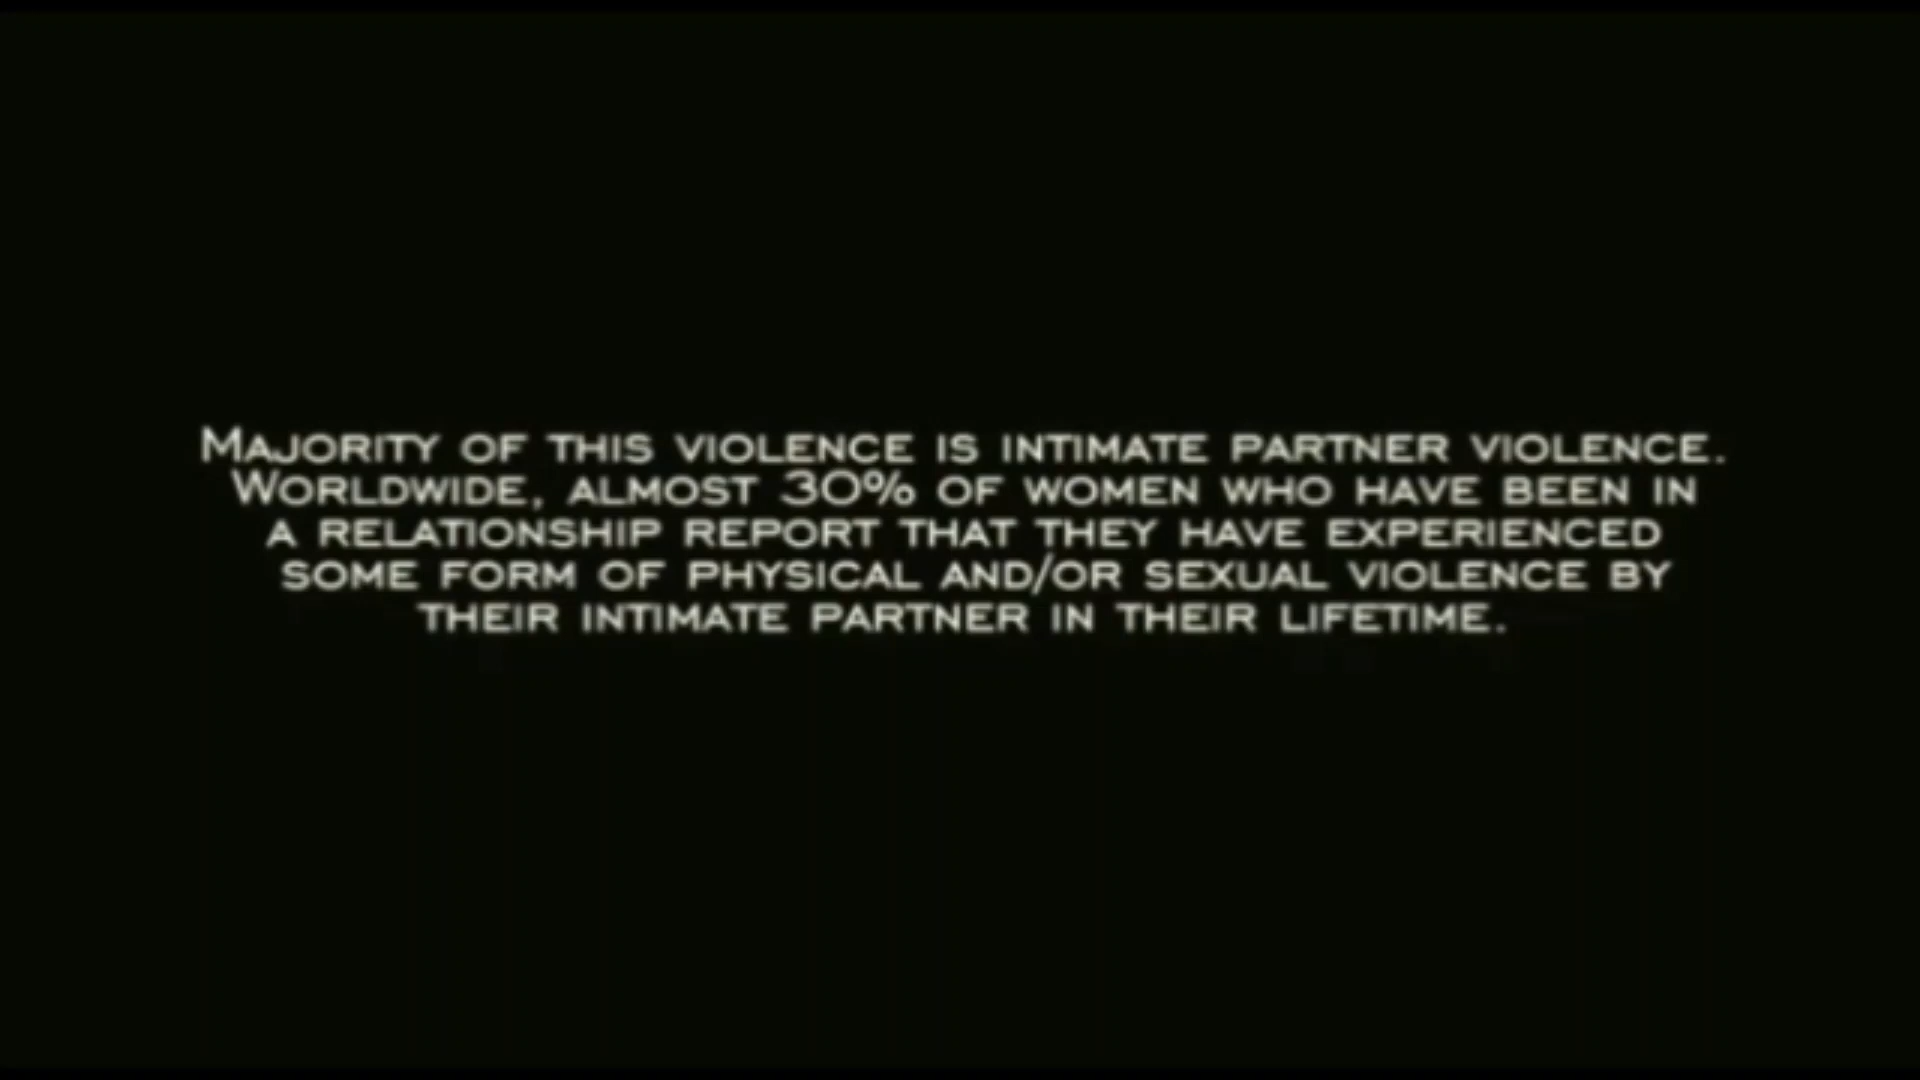 Majority of this violence is intimate partner violence.
Worldwide, almost 30% of women who have been in
a relationship report that they have experienced
some form of physical and/or sexual violence by
their intimate partner in their lifetime.